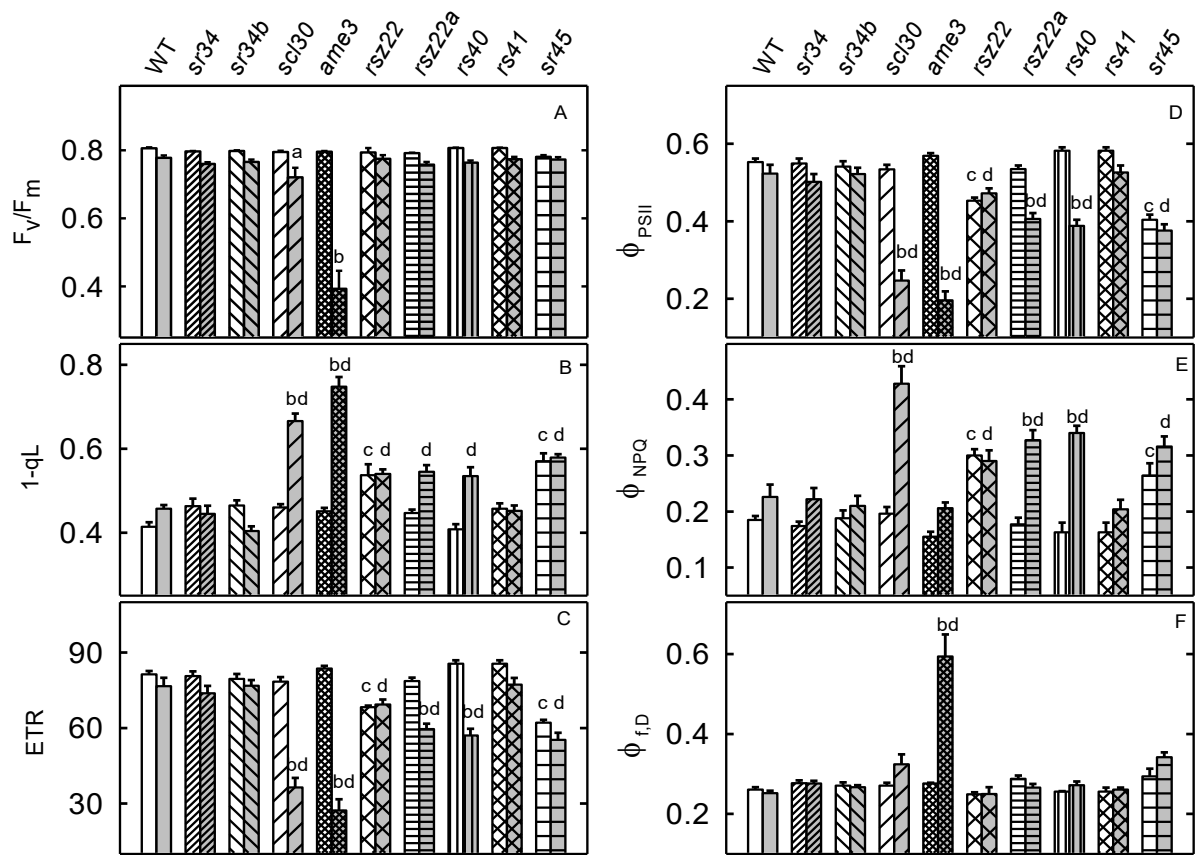 WT sr34 sr34b scl30 ame3 rsz22 rsz22a rs40 rs41 sr45
A
0.8
0.6
0.4
Fv/Fm
a
b
B
0.8
0.6
0.4
1-qL
bd bd c d d d c d
C
90
60
30
ETR
bd bd c d bd bd c d
WT sr34 sr34b scl30 ame3 rsz22 rsz22a rs40 rs41 sr45
D
0.6
0.4
0.2
ϕPSII
bd bd c d bd bd c d
E
0.4
0.3
0.2
0.1
ϕNPQ
bd c d bd bd c d
F
0.6
0.4
0.2
ϕf,D
bd